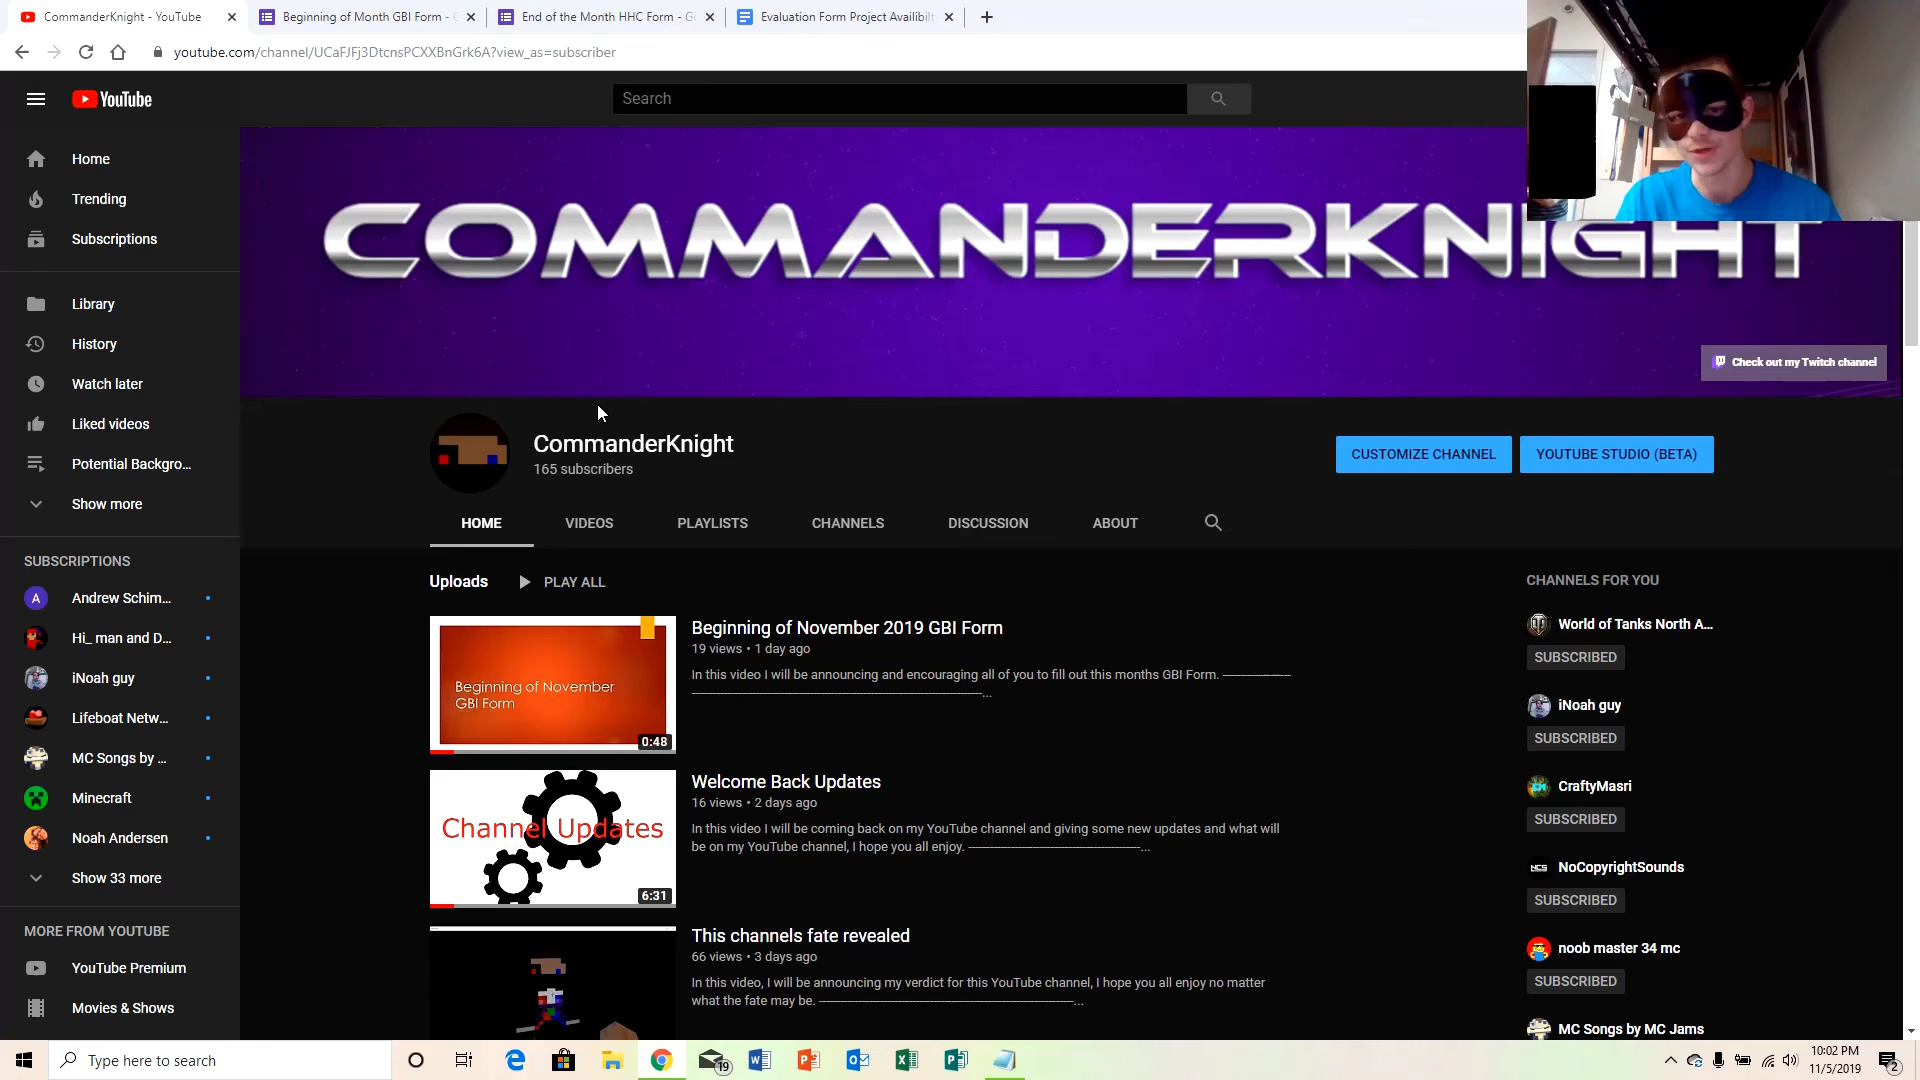 CommanderKnight - YouTube
Beginning of Month GBI Form -
End of the Month HHC Form - G
Evaluation Form Project Availibilt
youtube.com/channel/UCaFJFj3DtcnsPCXXBnGrk6A?view_as=subscriber
YouTube
Search
Home
Trending
Subscriptions
Library
History
Watch later
Liked videos
Potential Backgro...
Show more
SUBSCRIPTIONS
A
Andrew Schim...
Hi_ man and D...
iNoah guy
Lifeboat Netw...
MC Songs by ...
Minecraft
Noah Andersen
Show 33 more
MORE FROM YOUTUBE
YouTube Premium
Movies & Shows
COMMANDERKNIGHT
Check out my Twitch channel
CommanderKnight
165 subscribers
CUSTOMIZE CHANNEL
YOUTUBE STUDIO (BETA)
HOME
VIDEOS
PLAYLISTS
CHANNELS
DISCUSSION
ABOUT
Uploads
PLAY ALL
Beginning of November
GBI Form
0:48
Beginning of November 2019 GBI Form
19 views • 1 day ago
In this video I will be announcing and encouraging all of you to fill out this months GBI Form. ---------------------
----------------------------------------------------------------------...
Channel Updates
6:31
Welcome Back Updates
16 views • 2 days ago
In this video I will be coming back on my YouTube channel and giving some new updates and what will
be on my YouTube channel, I hope you all enjoy. ------------------------------------------...
This channels fate revealed
66 views • 3 days ago
In this video, I will be announcing my verdict for this YouTube channel, I hope you all enjoy no matter
what the fate may be. --------------------------------------------------------------...
CHANNELS FOR YOU
World of Tanks North A...
SUBSCRIBED
iNoah guy
SUBSCRIBED
CraftyMasri
SUBSCRIBED
NCS
NoCopyrightSounds
SUBSCRIBED
noob master 34 mc
SUBSCRIBED
MC Songs by MC Jams
Type here to search
19
10:02 PM
11/5/2019
2